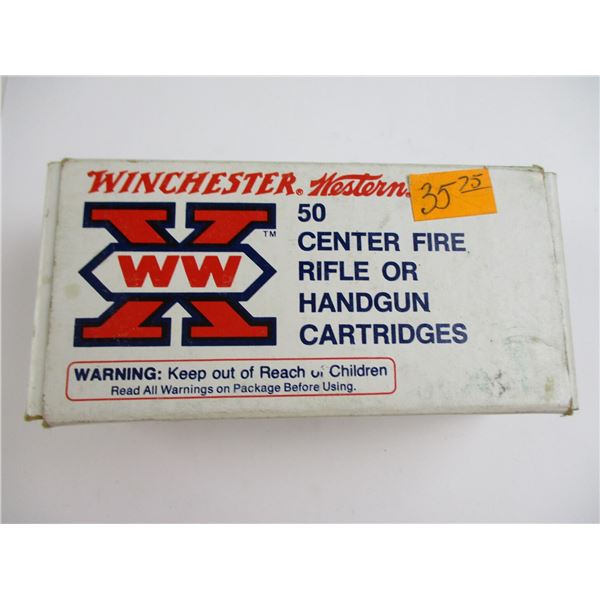 WINCHESTER® Western®
35 25
50
CENTER FIRE
RIFLE OR
HANDGUN
CARTRIDGES
X
WW
TM
WARNING: Keep out of Reach of Children
Read All Warnings on Package Before Using.